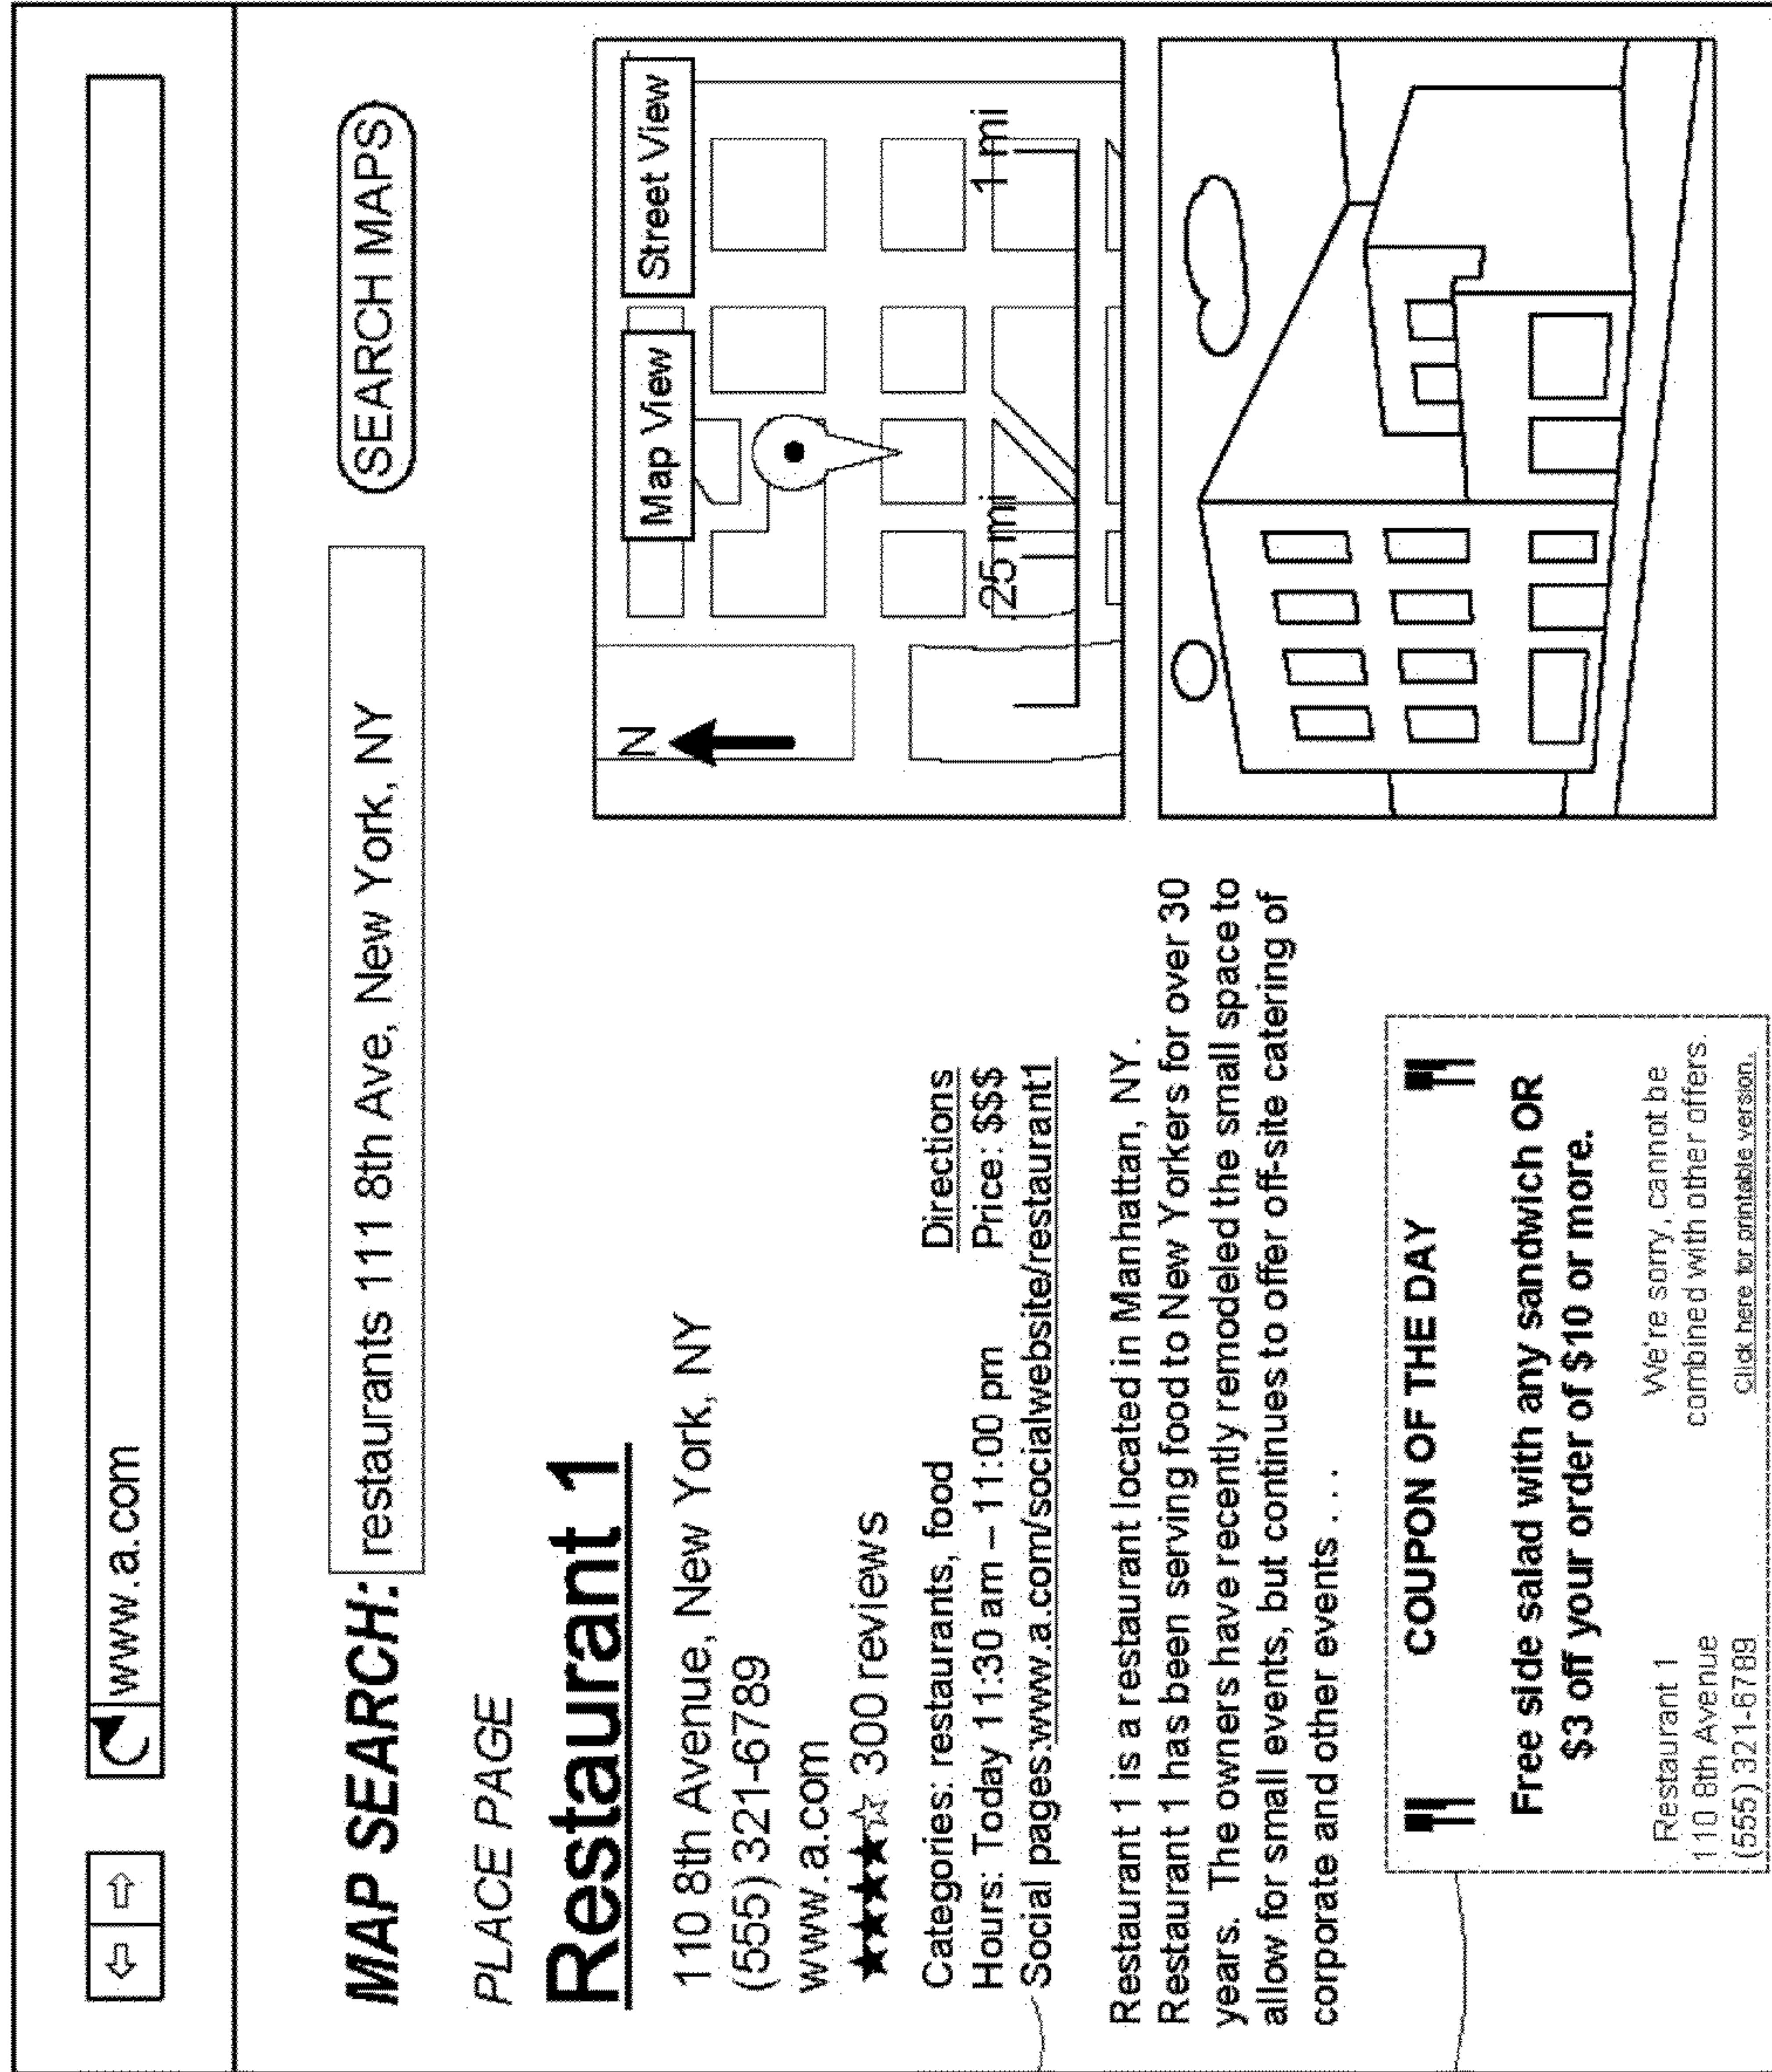 www.a.com
MAP SEARCH: restaurants 111 8th Ave, New York, NY SEARCH MAPS
PLACE PAGE
Restaurant 1
110 8th Avenue, New York, NY
(555) 321-6789
www.a.com
★★★★☆ 300 reviews
Categories: restaurants, food Directions
Hours: Today 11:30 am – 11:00 pm Price: $$$
Social pages:www.a.com/socialwebsite/restaurant1
Restaurant 1 is a restaurant located in Manhattan, NY.
Restaurant 1 has been serving food to New Yorkers for over 30
years. The owners have recently remodeled the small space to
allow for small events, but continues to offer off-site catering of
corporate and other events . . .
COUPON OF THE DAY
Free side salad with any sandwich OR
$3 off your order of $10 or more.
Restaurant 1
110 8th Avenue
(555) 321-6789
We're sorry, cannot be
combined with other offers.
Click here for printable version.
N
Map View
Street View
.25 mi
1 mi